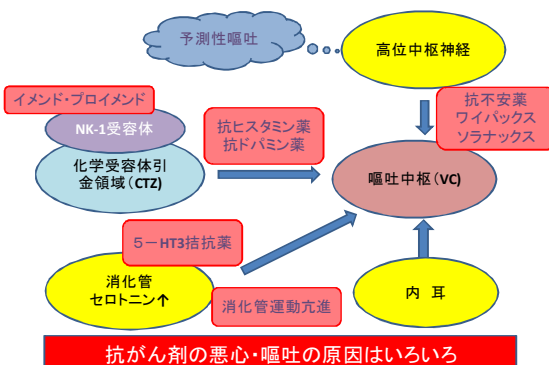 予測性嘔吐
高位中枢神経
イメンド・プロイメンド
NK-1受容体
化学受容体引
金領域（CTZ）
抗ヒスタミン薬
抗ドパミン薬
抗不安薬
ワイパックス
ソラナックス
嘔吐中枢（VC）
５－HT3拮抗薬
消化管
セロトニン↑
消化管運動亢進
内　耳
抗がん剤の悪心・嘔吐の原因はいろいろ